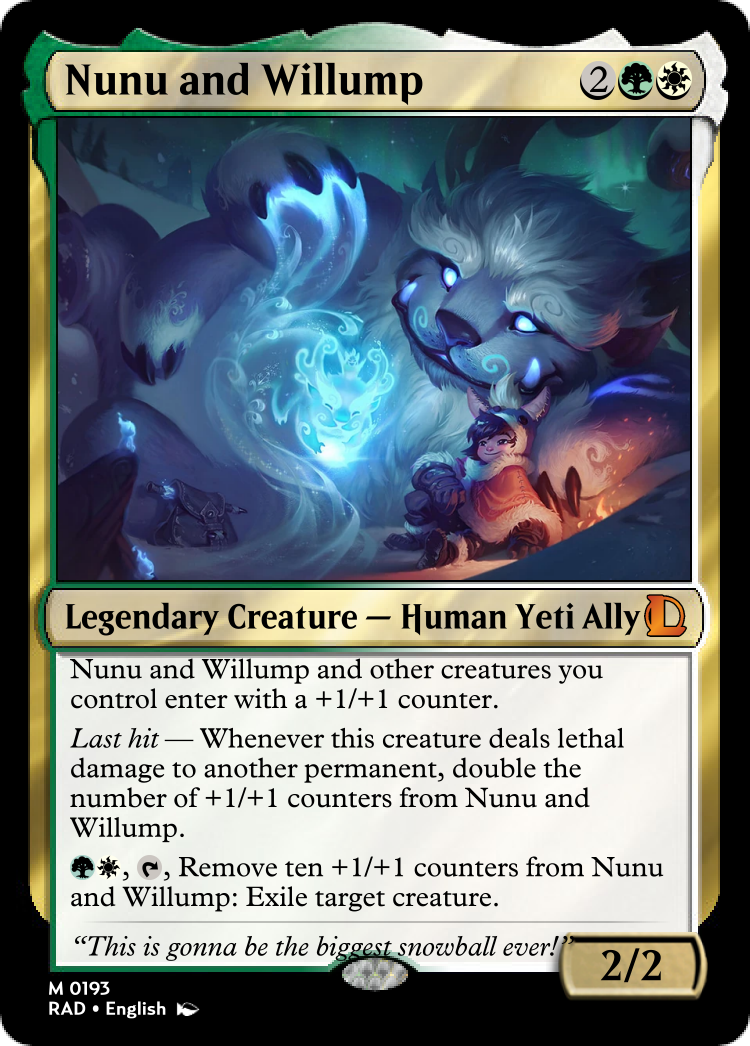 Nunu and Willump 2
Legendary Creature — Human Yeti Ally
Nunu and Willump and other creatures you
control enter with a +1/+1 counter.
Last hit — Whenever this creature deals lethal
damage to another permanent, double the
number of +1/+1 counters from Nunu and
Willump.
, , Remove ten +1/+1 counters from Nunu
and Willump: Exile target creature.
“This is gonna be the biggest snowball ever!”
2/2
M 0193
RAD • English